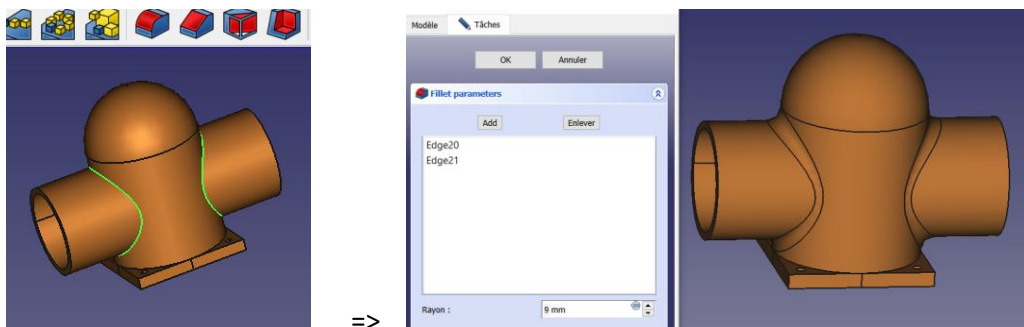 Modèle Tâches
OK Annuler
Fillet parameters
Add Enlever
Edge20
Edge21
Rayon : 9 mm
=>